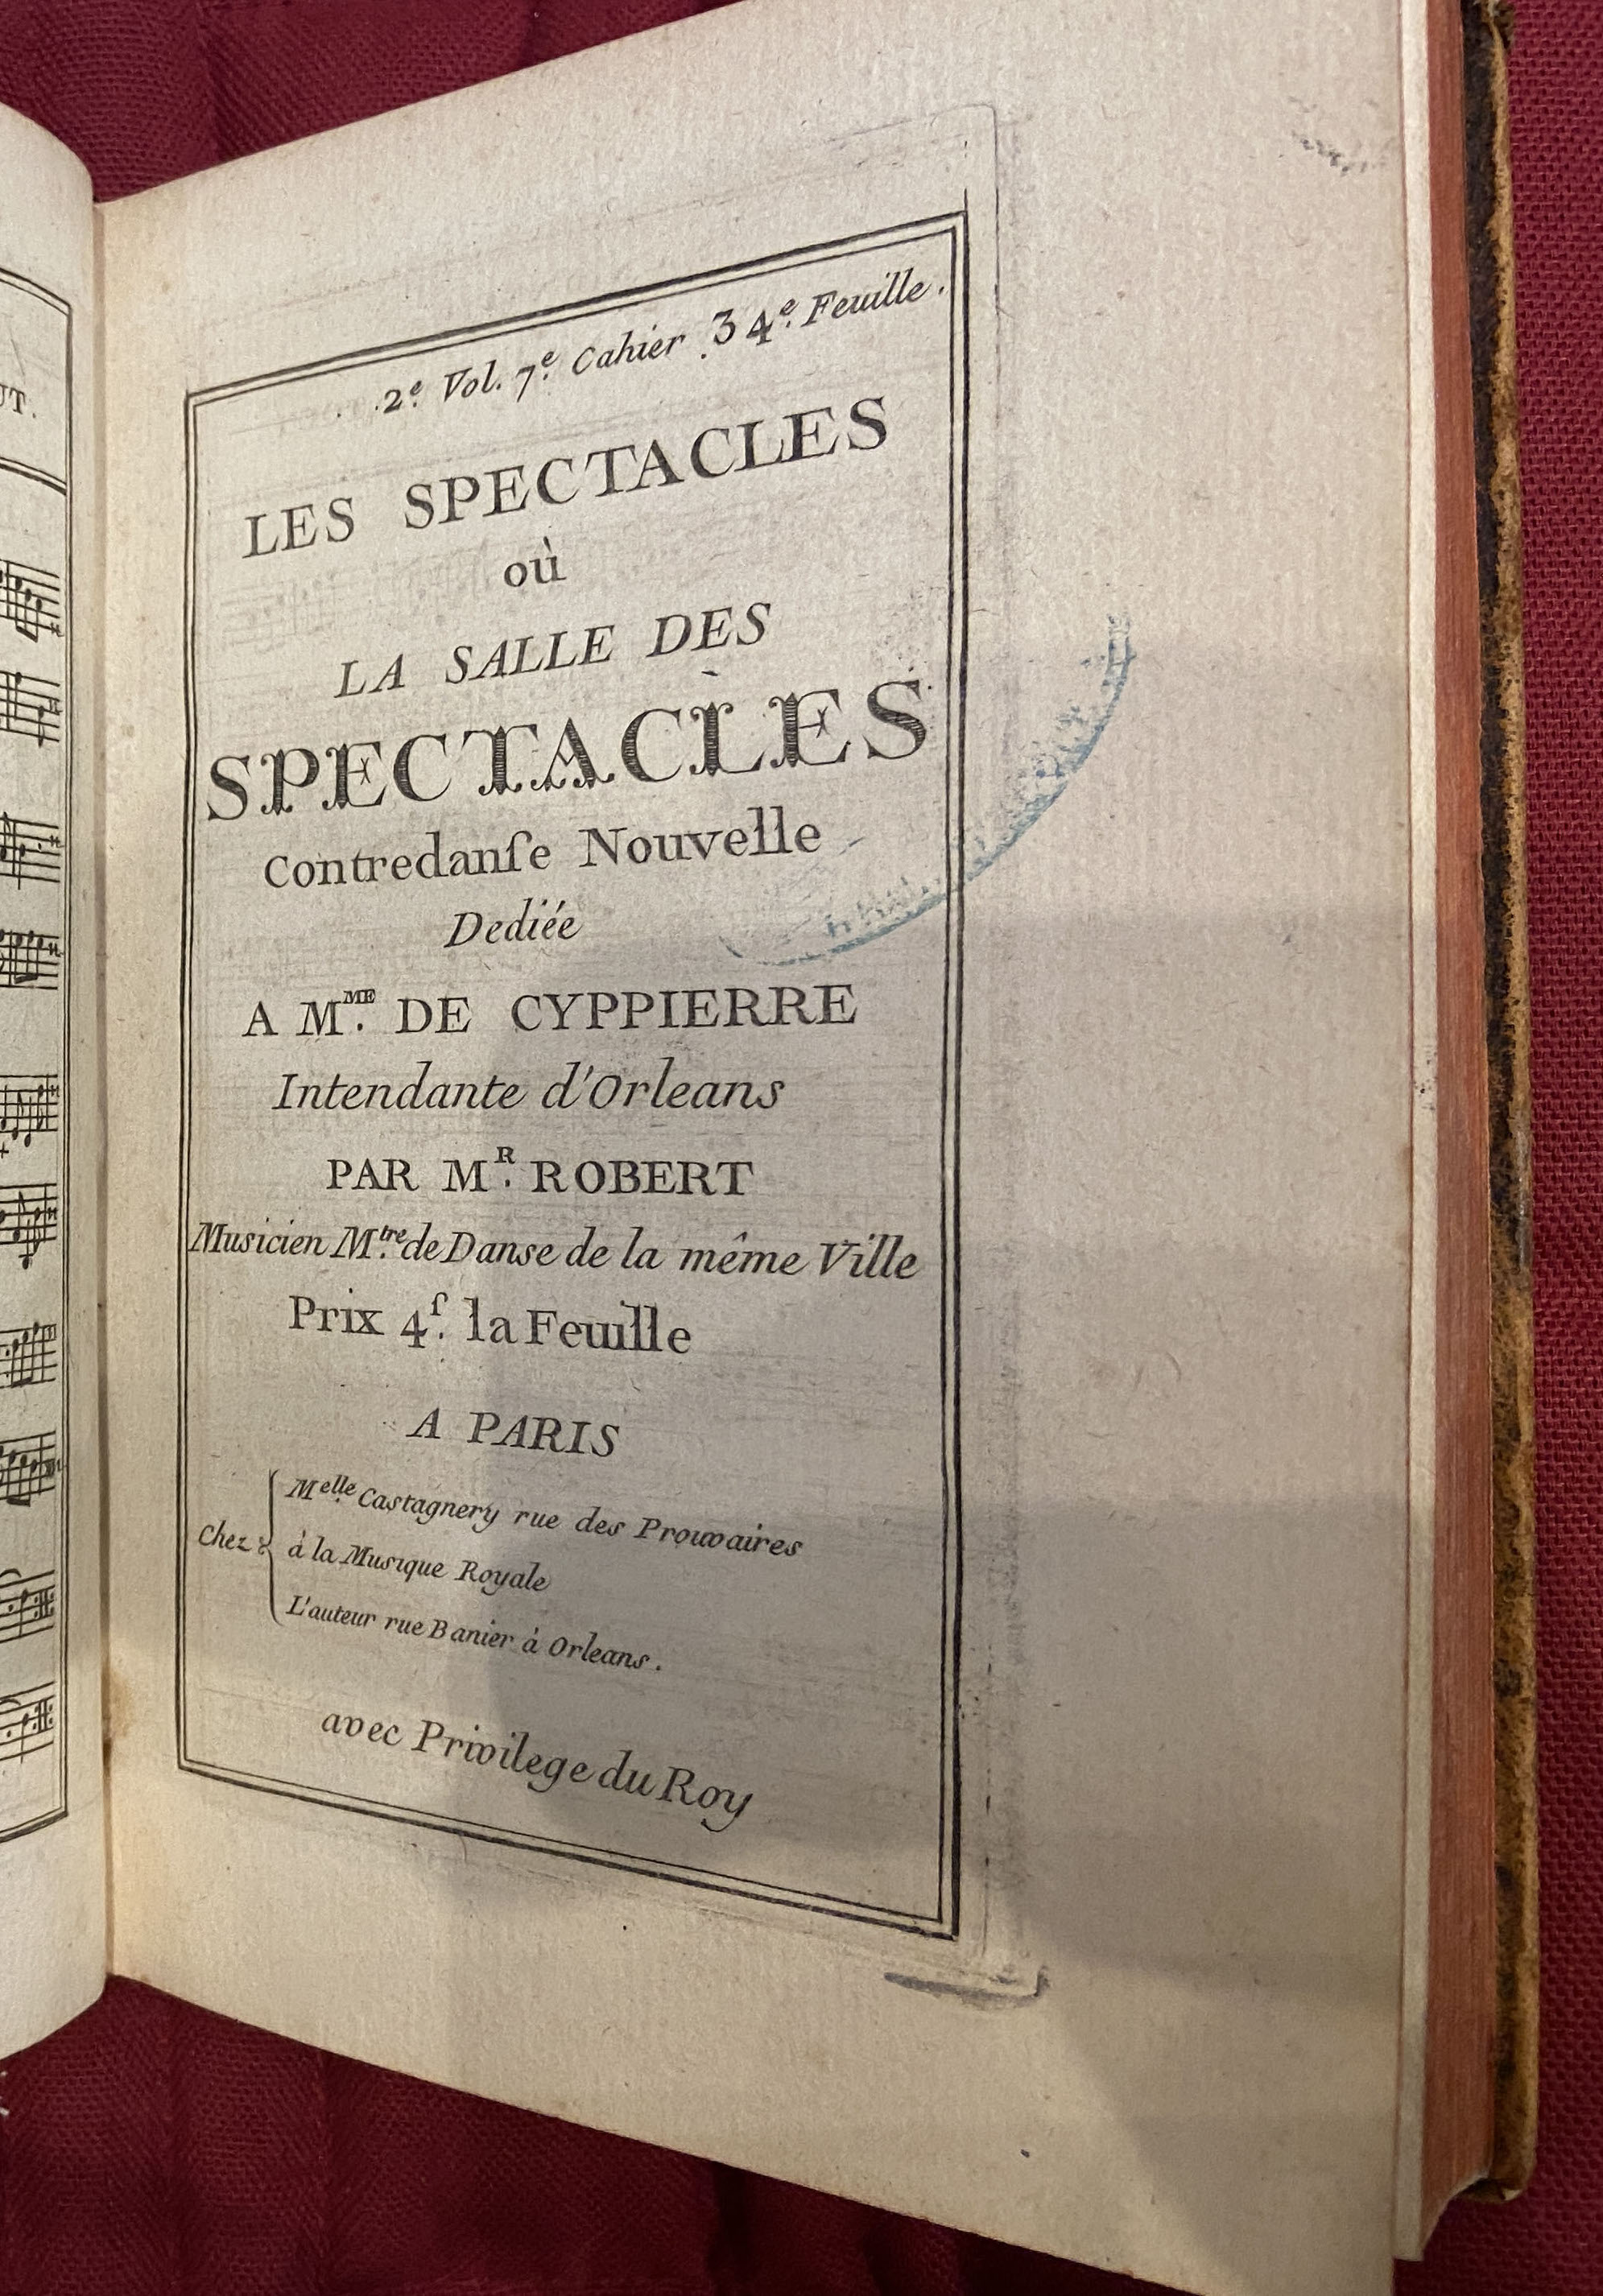 UT.
2e. Vol. 7e. Cahier 34e. Feuille.
LES SPECTACLES
où
LA SALLE DES
SPECTACLES
Contredanſe Nouvelle
Dediée
A MME. DE CYPPIERRE
Intendante d'Orleans
PAR MR. ROBERT
Musicien Mtre. de Danse de la même Ville
Prix 4ſ. la Feuille
A PARIS
Chez
Melle. Castagnery rue des Prouvaires
à la Musique Royale
L'auteur rue Banier à Orleans.
avec Privilege du Roy